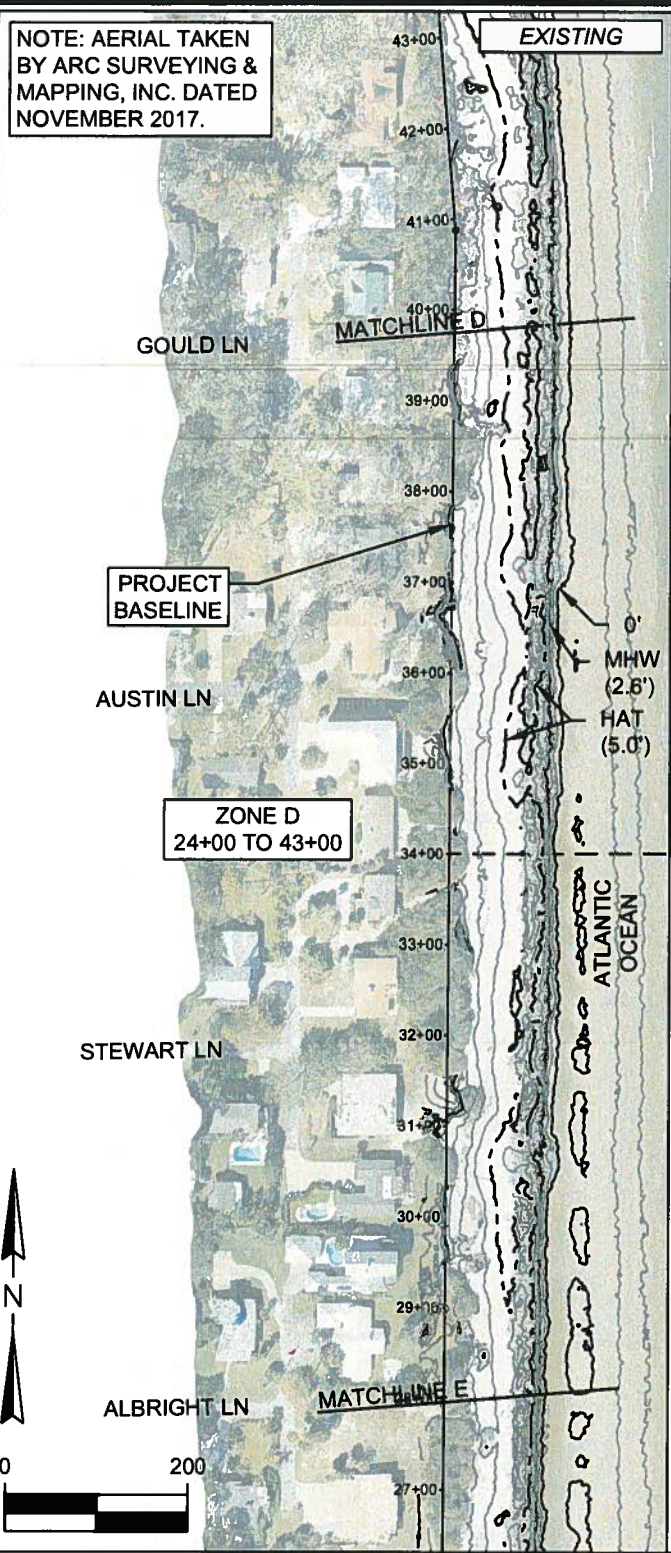 NOTE: AERIAL TAKEN
BY ARC SURVEYING &
MAPPING, INC. DATED
NOVEMBER 2017.
EXISTING
43+00
42+00
41+00
40+00
MATCHLINE D
GOULD LN
39+00
38+00
37+00
PROJECT
BASELINE
0'
MHW
(2.6')
36+00
AUSTIN LN
HAT
(5.0')
35+00
ZONE D
24+00 TO 43+00
34+00
ATLANTIC
OCEAN
33+00
32+00
STEWART LN
31+00
30+00
N
29+00
MATCHLINE E
ALBRIGHT LN
0 200
27+00